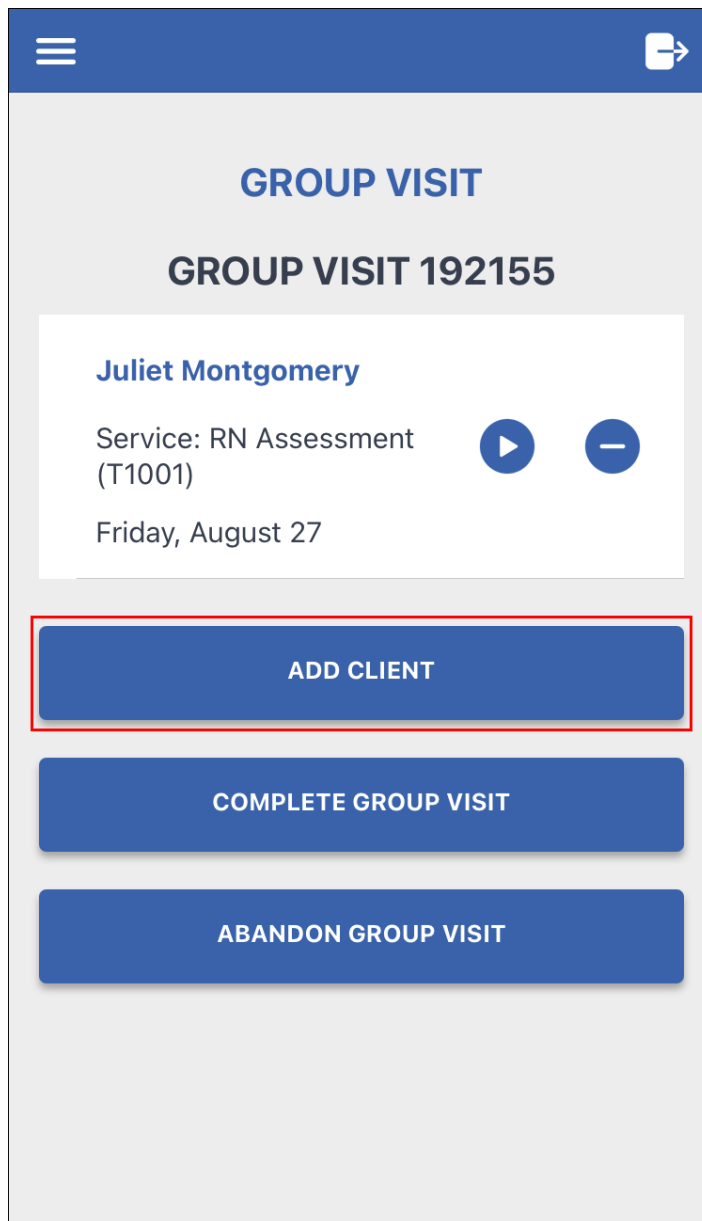 GROUP VISIT
GROUP VISIT 192155
Juliet Montgomery
Service: RN Assessment
(T1001)
Friday, August 27
ADD CLIENT
COMPLETE GROUP VISIT
ABANDON GROUP VISIT